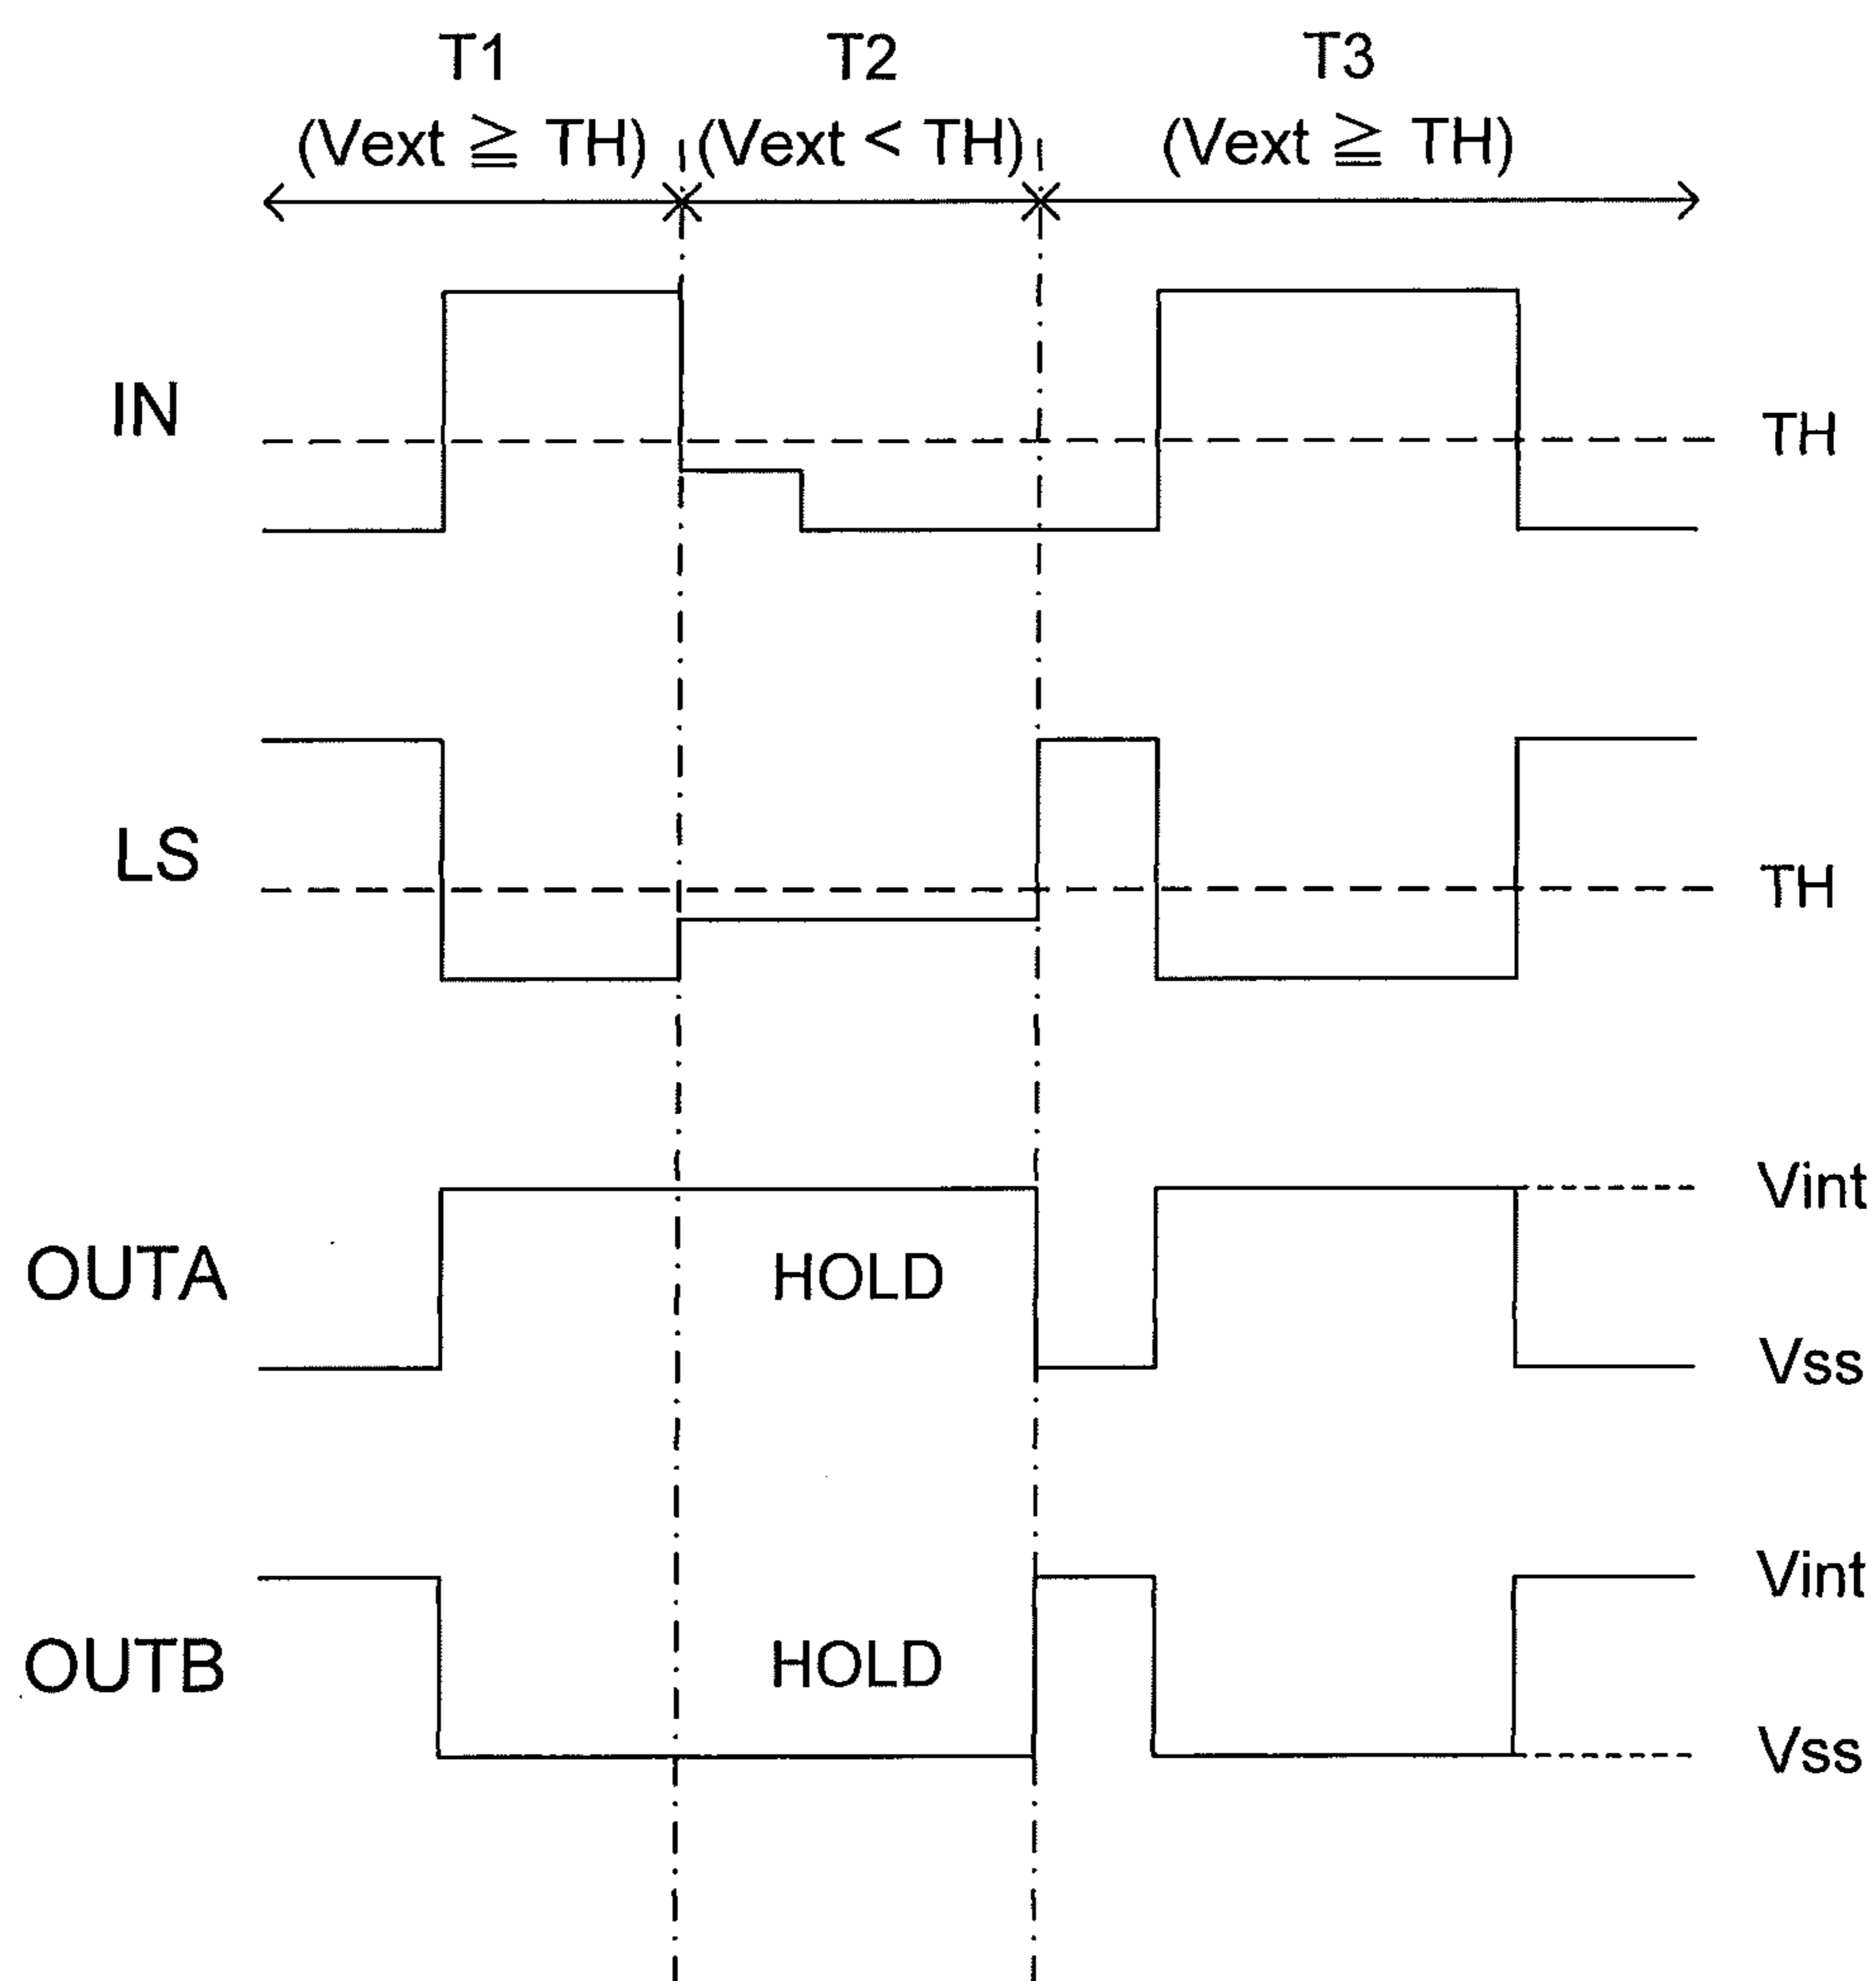 T1 T2 T3
(Vext ≧ TH) (Vext < TH) (Vext ≧ TH)
IN
TH
LS
TH
Vint
OUTA HOLD
Vss
Vint
OUTB HOLD
Vss